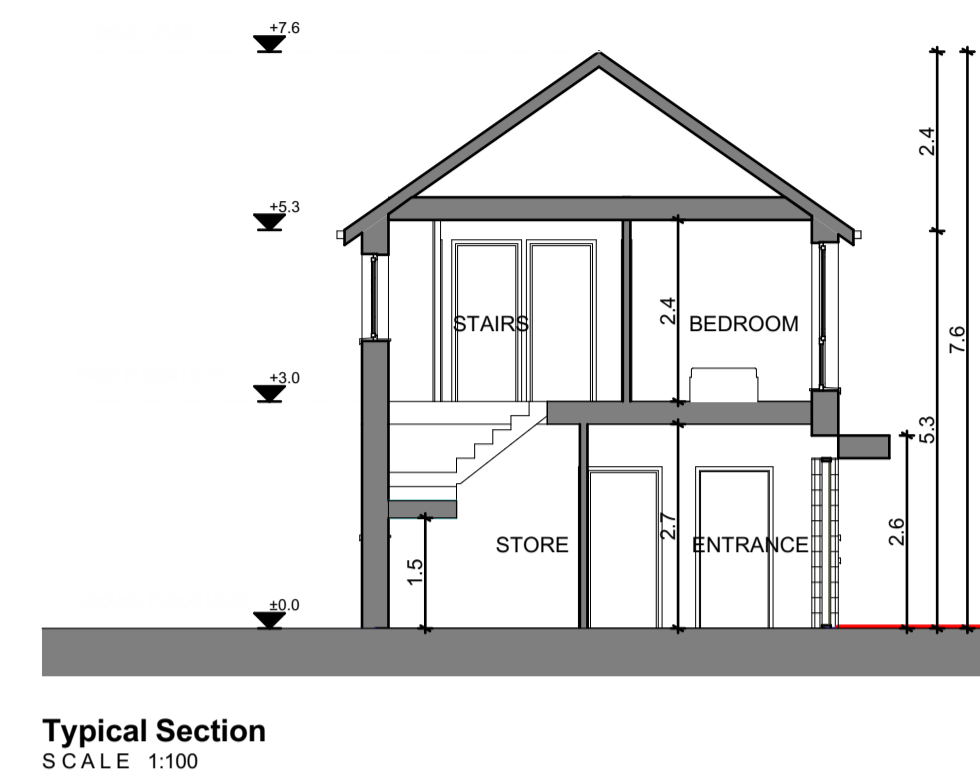 +7.6
2.4
+5.3
2.4
STAIRS
BEDROOM
7.6
+3.0
5.3
2.7
2.6
STORE
ENTRANCE
1.5
±0.0
Typical Section
SCALE 1:100